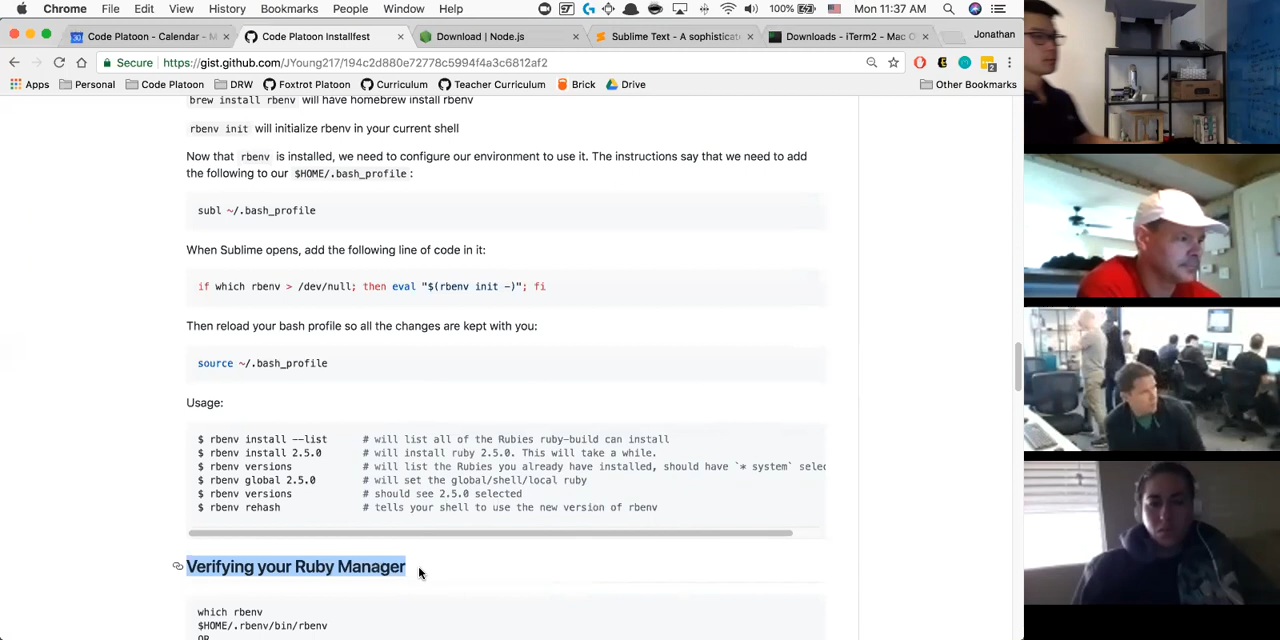 Chrome File Edit View History Bookmarks People Window Help 100% Mon 11:37 AM
Code Platoon - Calendar - M
Code Platoon Installfest
Download | Node.js
Sublime Text - A sophisticat
Downloads - iTerm2 - Mac O
Jonathan
Secure https://gist.github.com/JYoung217/194c2d880e72778c5994f4a3c6812af2
Apps Personal Code Platoon DRW Foxtrot Platoon Curriculum Teacher Curriculum Brick Drive Other Bookmarks
brew install rbenv will have homebrew install rbenv
rbenv init will initialize rbenv in your current shell
Now that rbenv is installed, we need to configure our environment to use it. The instructions say that we need to add
the following to our $HOME/.bash_profile:
subl ~/.bash_profile
When Sublime opens, add the following line of code in it:
if which rbenv > /dev/null; then eval "$(rbenv init -)"; fi
Then reload your bash profile so all the changes are kept with you:
source ~/.bash_profile
Usage:
$ rbenv install --list # will list all of the Rubies ruby-build can install
$ rbenv install 2.5.0 # will install ruby 2.5.0. This will take a while.
$ rbenv versions # will list the Rubies you already have installed, should have `* system` selec
$ rbenv global 2.5.0 # will set the global/shell/local ruby
$ rbenv versions # should see 2.5.0 selected
$ rbenv rehash # tells your shell to use the new version of rbenv
Verifying your Ruby Manager
which rbenv
$HOME/.rbenv/bin/rbenv
OR